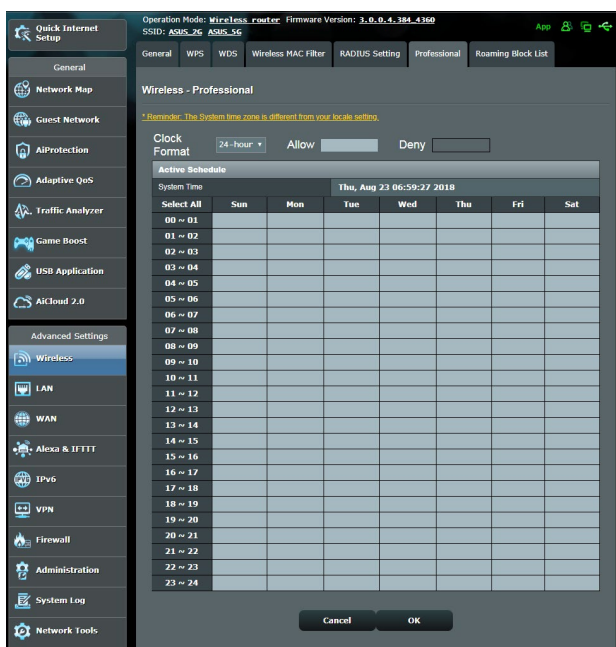 Quick Internet Setup
Operation Mode: Wireless router Firmware Version: 3.0.0.4.384_4360
SSID: ASUS_2G ASUS_5G
App
General
WPS
WDS
Wireless MAC Filter
RADIUS Setting
Professional
Roaming Block List
General
Network Map
Guest Network
AiProtection
Adaptive QoS
Traffic Analyzer
Game Boost
USB Application
AiCloud 2.0
Advanced Settings
Wireless
LAN
WAN
Alexa & IFTTT
IPv6
VPN
Firewall
Administration
System Log
Network Tools
Wireless - Professional
* Reminder: The System time zone is different from your locale setting.
Clock Format 24-hour Allow Deny
Active Schedule
System Time Thu, Aug 23 06:59:27 2018
Select All Sun Mon Tue Wed Thu Fri Sat
00 ~ 01
01 ~ 02
02 ~ 03
03 ~ 04
04 ~ 05
05 ~ 06
06 ~ 07
07 ~ 08
08 ~ 09
09 ~ 10
10 ~ 11
11 ~ 12
12 ~ 13
13 ~ 14
14 ~ 15
15 ~ 16
16 ~ 17
17 ~ 18
18 ~ 19
19 ~ 20
20 ~ 21
21 ~ 22
22 ~ 23
23 ~ 24
Cancel OK